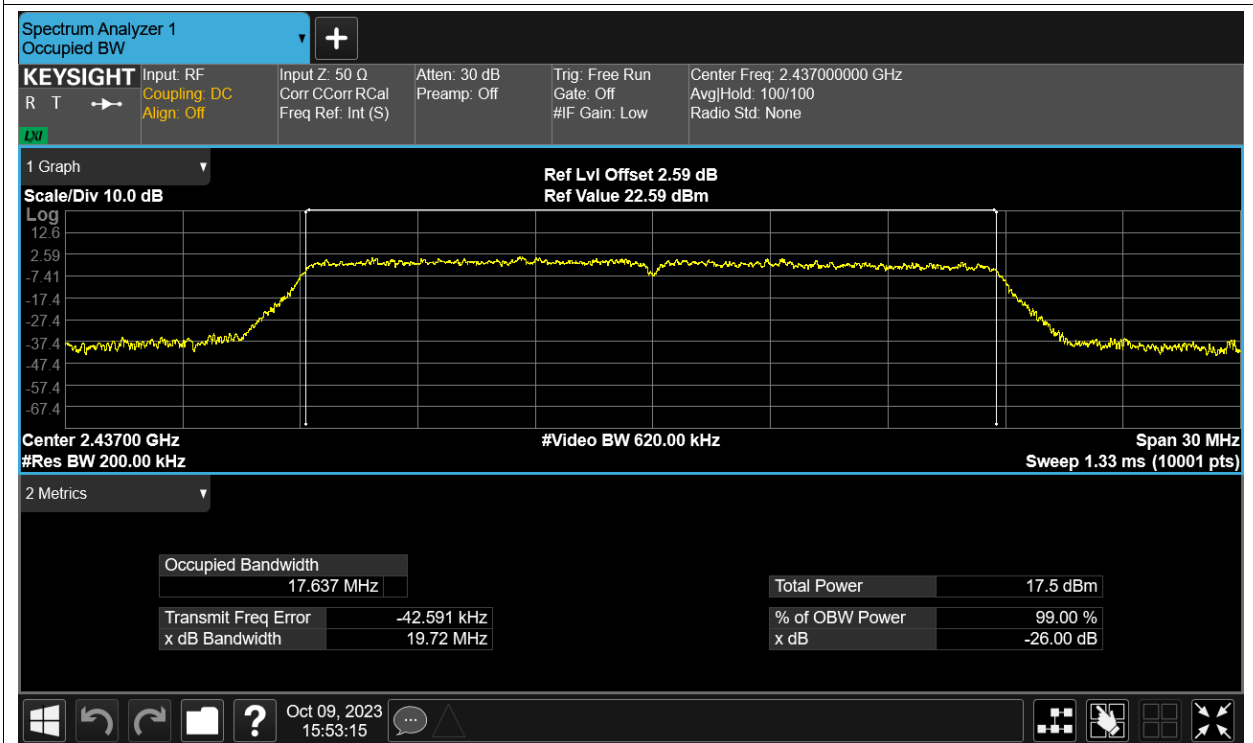 Spectrum Analyzer 1
Occupied BW
KEYSIGHT
R T
LXI
Input: RF
Coupling: DC
Align: Off
Input Z: 50 Ω
Corr CCorr RCal
Freq Ref: Int (S)
Atten: 30 dB
Preamp: Off
Trig: Free Run
Gate: Off
#IF Gain: Low
Center Freq: 2.437000000 GHz
Avg|Hold: 100/100
Radio Std: None
1 Graph
Scale/Div 10.0 dB
Ref Lvl Offset 2.59 dB
Ref Value 22.59 dBm
Log
12.6
2.59
-7.41
-17.4
-27.4
-37.4
-47.4
-57.4
-67.4
Center 2.43700 GHz
#Res BW 200.00 kHz
#Video BW 620.00 kHz
Span 30 MHz
Sweep 1.33 ms (10001 pts)
2 Metrics
Occupied Bandwidth
17.637 MHz
Transmit Freq Error -42.591 kHz
x dB Bandwidth 19.72 MHz
Total Power 17.5 dBm
% of OBW Power 99.00 %
x dB -26.00 dB
Oct 09, 2023
15:53:15